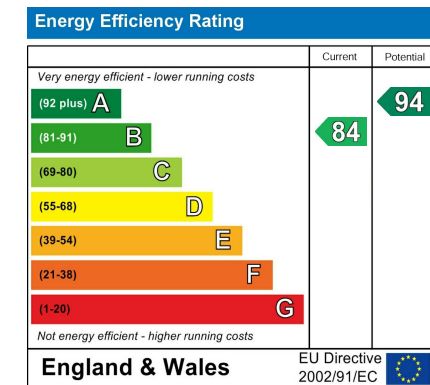 Energy Efficiency Rating
Current Potential
Very energy efficient - lower running costs
(92 plus) A
94
(81-91) B
84
(69-80) C
(55-68) D
(39-54) E
(21-38) F
(1-20) G
Not energy efficient - higher running costs
England & Wales
EU Directive
2002/91/EC